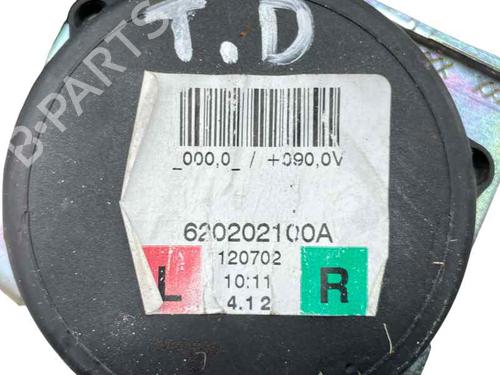 T.D
B-PARTS
_000,0_ / +090,0V
620202100A
120702
L
10:11
R
4.12